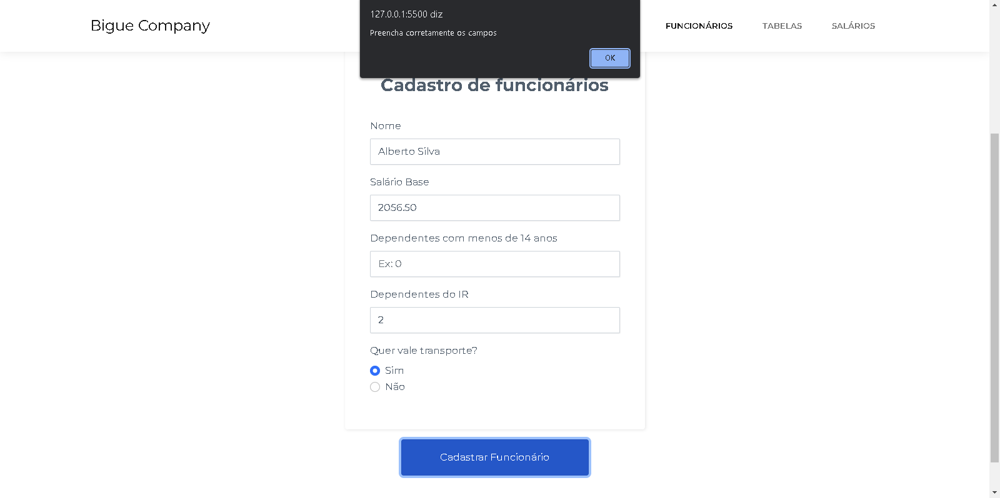 Bigue Company
127.0.0.1:5500 diz
Preencha corretamente os campos
OK
FUNCIONÁRIOS TABELAS SALÁRIOS
Cadastro de funcionários
Nome
Alberto Silva
Salário Base
2056.50
Dependentes com menos de 14 anos
Ex: 0
Dependentes do IR
2
Quer vale transporte?
Sim
Não
Cadastrar Funcionário